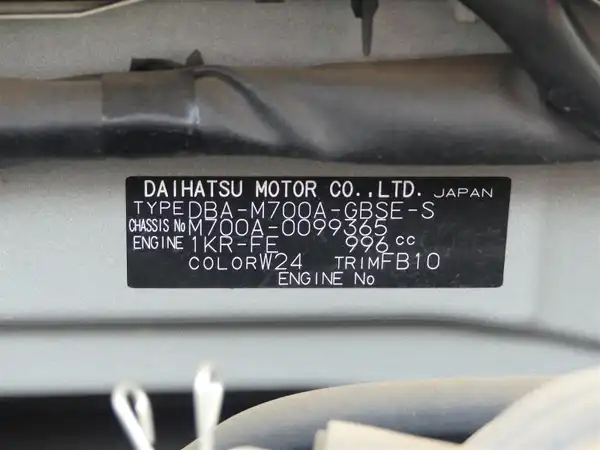 DAIHATSU MOTOR CO.,LTD. JAPAN
TYPE DBA-M700A-GBSE-S
CHASSIS No M700A-0099365
ENGINE 1KR-FE 996 cc
COLOR W24 TRIM FB10
ENGINE No